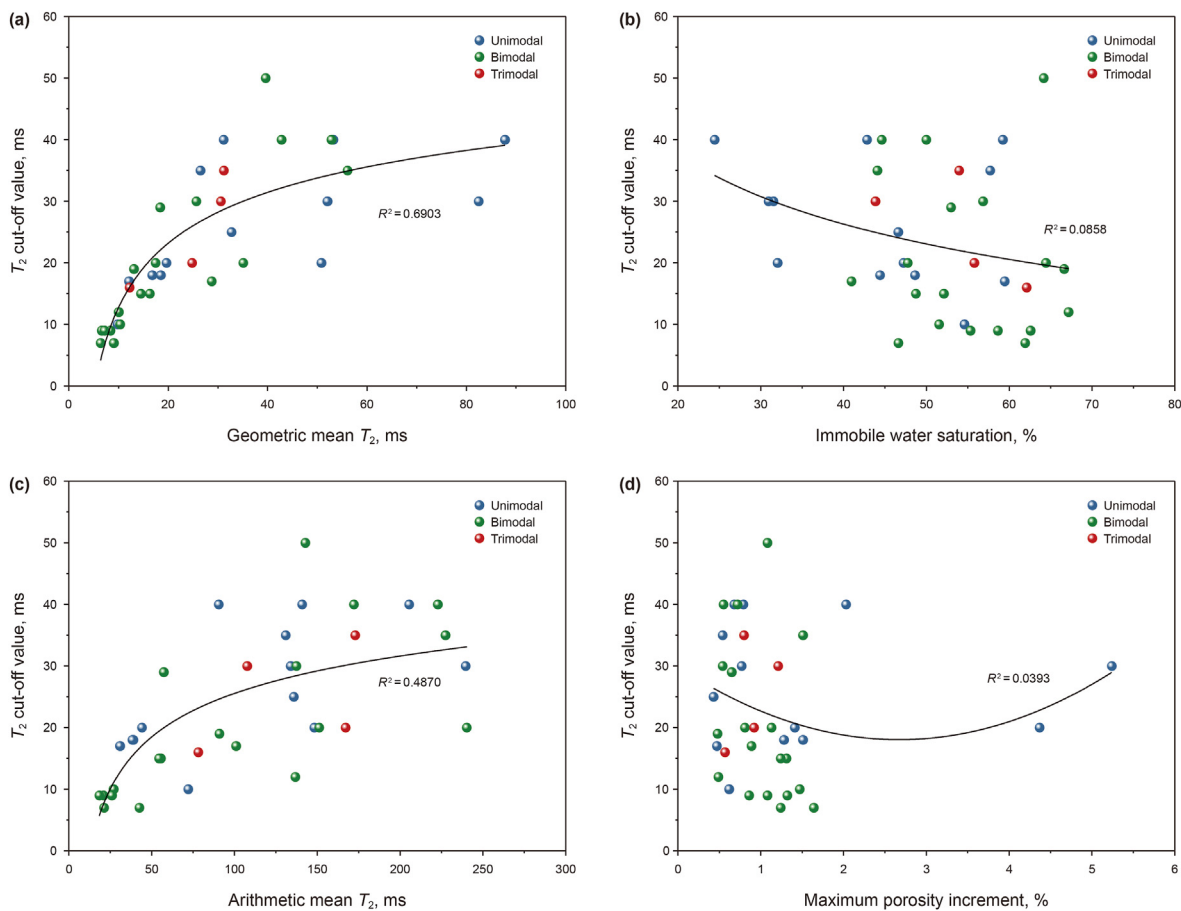 (a)
60
50
40
30
20
10
0
T₂ cut-off value, ms
Unimodal
Bimodal
Trimodal
R² = 0.6903
0 20 40 60 80 100
Geometric mean T₂, ms
(b)
60
50
40
30
20
10
0
T₂ cut-off value, ms
Unimodal
Bimodal
Trimodal
R² = 0.0858
20 30 40 50 60 70 80
Immobile water saturation, %
(c)
60
50
40
30
20
10
0
T₂ cut-off value, ms
Unimodal
Bimodal
Trimodal
R² = 0.4870
0 50 100 150 200 250 300
Arithmetic mean T₂, ms
(d)
60
50
40
30
20
10
0
T₂ cut-off value, ms
Unimodal
Bimodal
Trimodal
R² = 0.0393
0 1 2 3 4 5 6
Maximum porosity increment, %